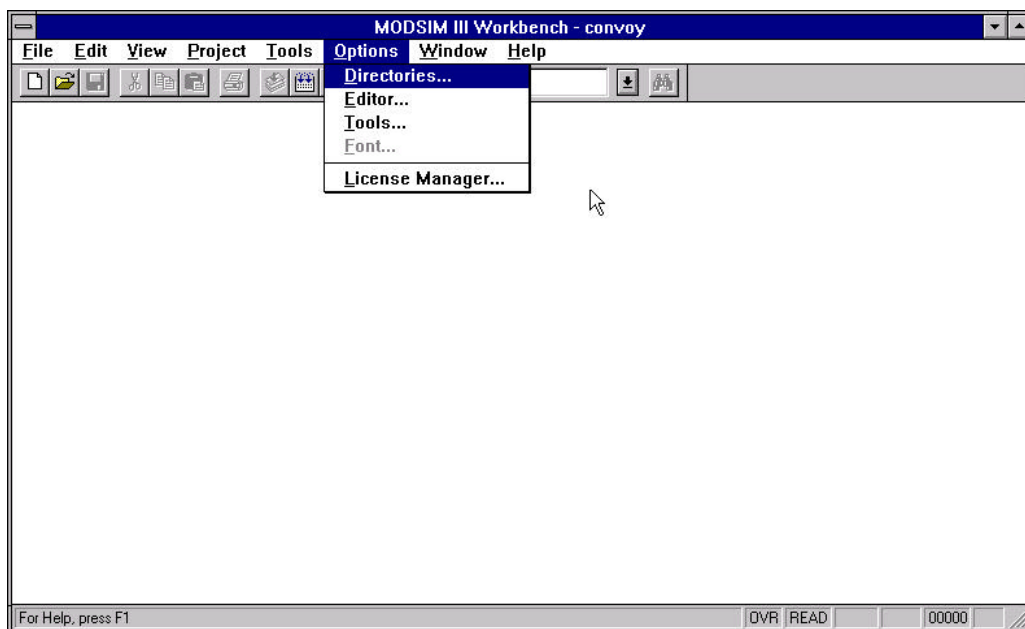 MODSIM III Workbench - convoy
File Edit View Project Tools Options Window Help
Directories...
Editor...
Tools...
Font...
License Manager...
For Help, press F1 OVR READ 00000